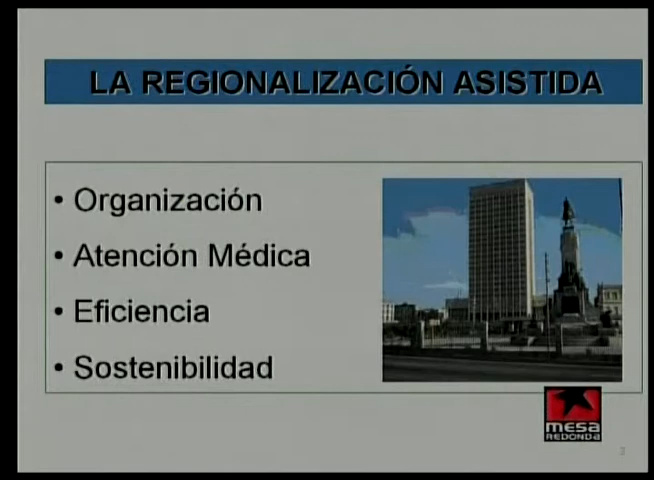 LA REGIONALIZACIÓN ASISTIDA
• Organización
• Atención Médica
• Eficiencia
• Sostenibilidad
mesa
REDONDA